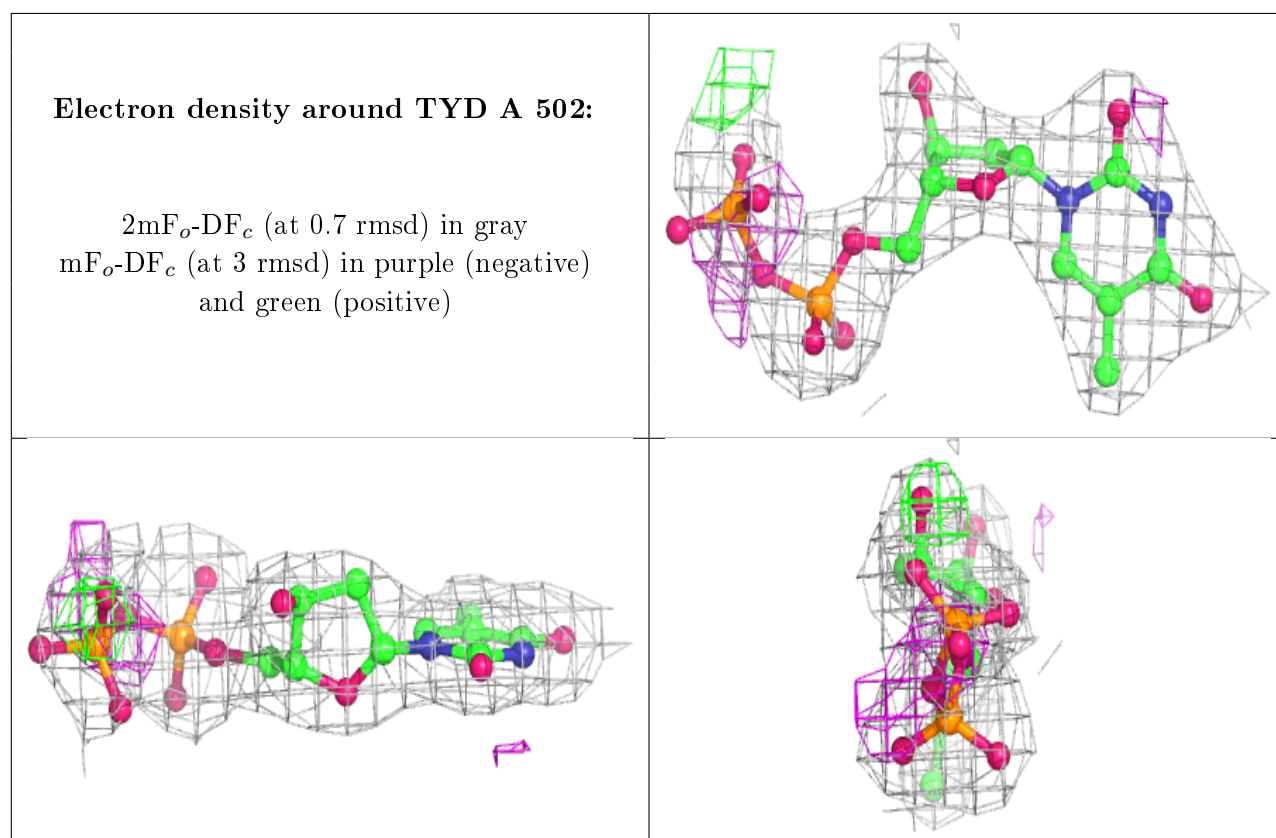 Electron density around TYD A 502:
2mFₒ-DF𝒸 (at 0.7 rmsd) in gray
mFₒ-DF𝒸 (at 3 rmsd) in purple (negative)
and green (positive)